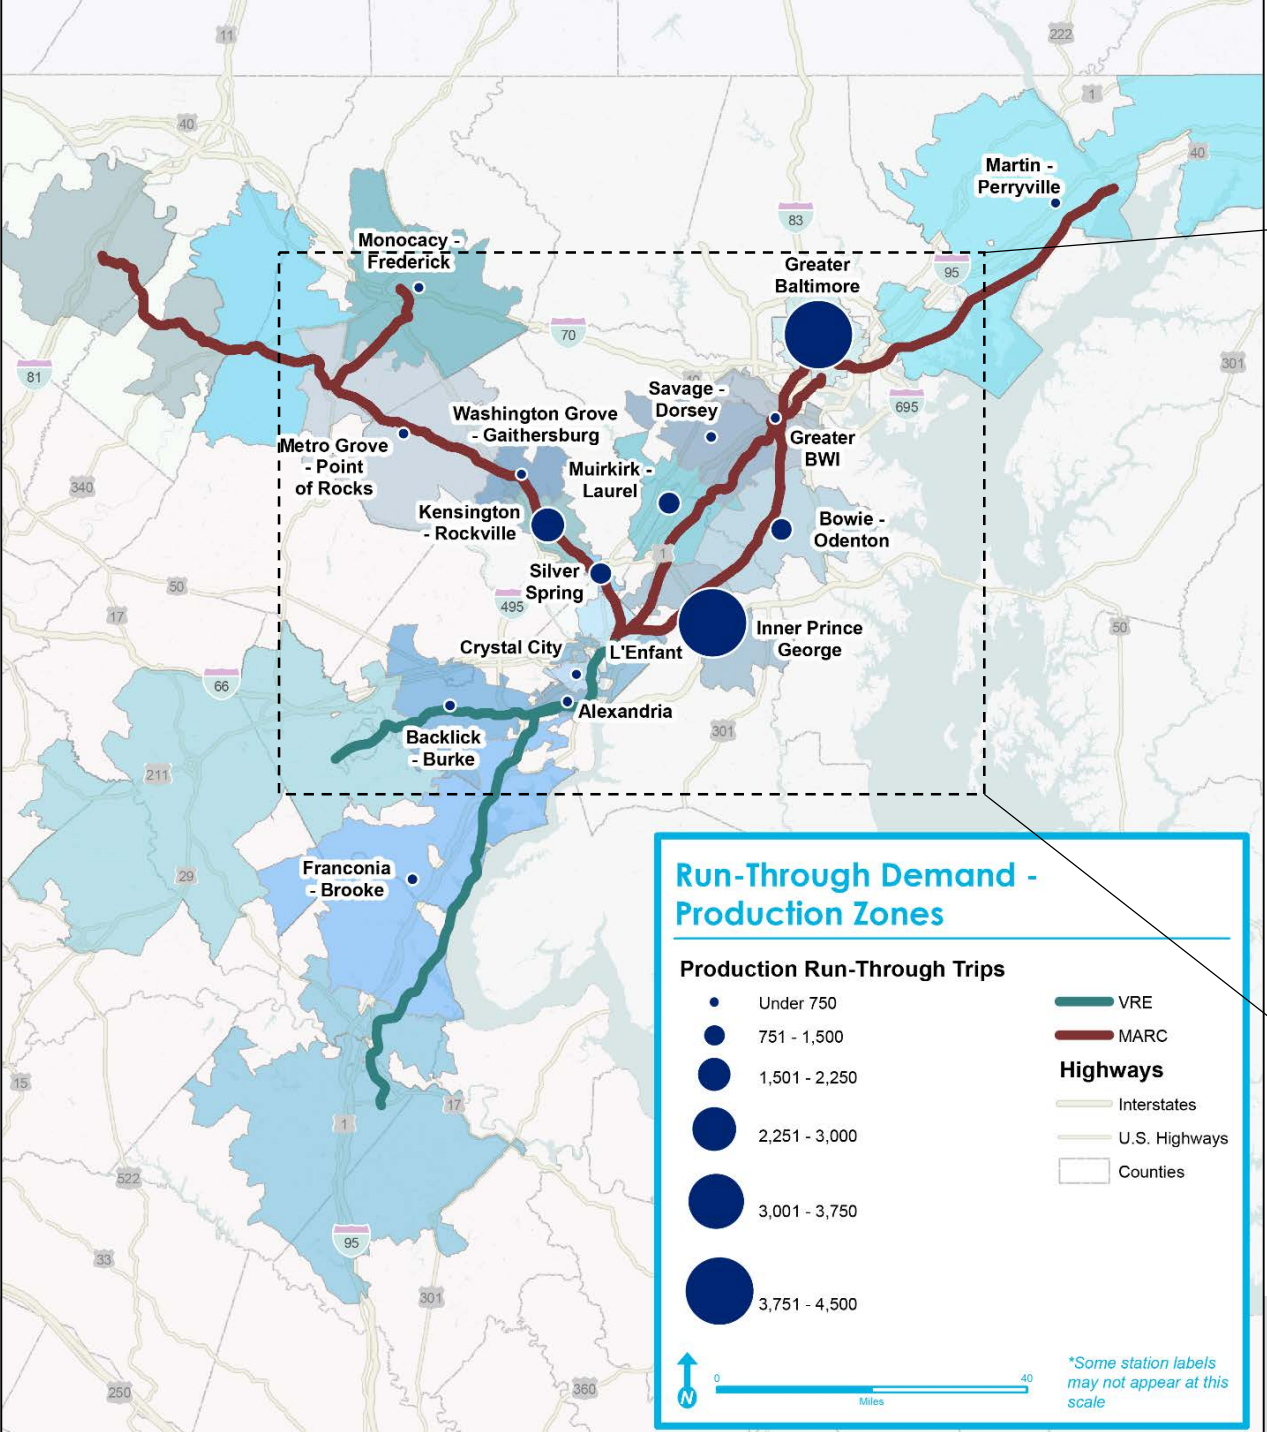 11
222
1
40
40
Martin -
Perryville
83
Monocacy -
Frederick
Greater
Baltimore
95
70
81
301
Savage -
Dorsey
695
Washington Grove
- Gaithersburg
Greater
BWI
Metro Grove
- Point
of Rocks
Muirkirk -
Laurel
340
Kensington
- Rockville
Bowie -
Odenton
1
Silver
Spring
50
495
17
50
Inner Prince
George
Crystal City
L'Enfant
66
Alexandria
301
Backlick
- Burke
211
Franconia
- Brooke
29
15
17
1
522
95
33
301
250
360
Run-Through Demand -
Production Zones
Production Run-Through Trips
Under 750
751 - 1,500
1,501 - 2,250
2,251 - 3,000
3,001 - 3,750
3,751 - 4,500
VRE
MARC
Highways
Interstates
U.S. Highways
Counties
N
0
40
Miles
*Some station labels
may not appear at this
scale